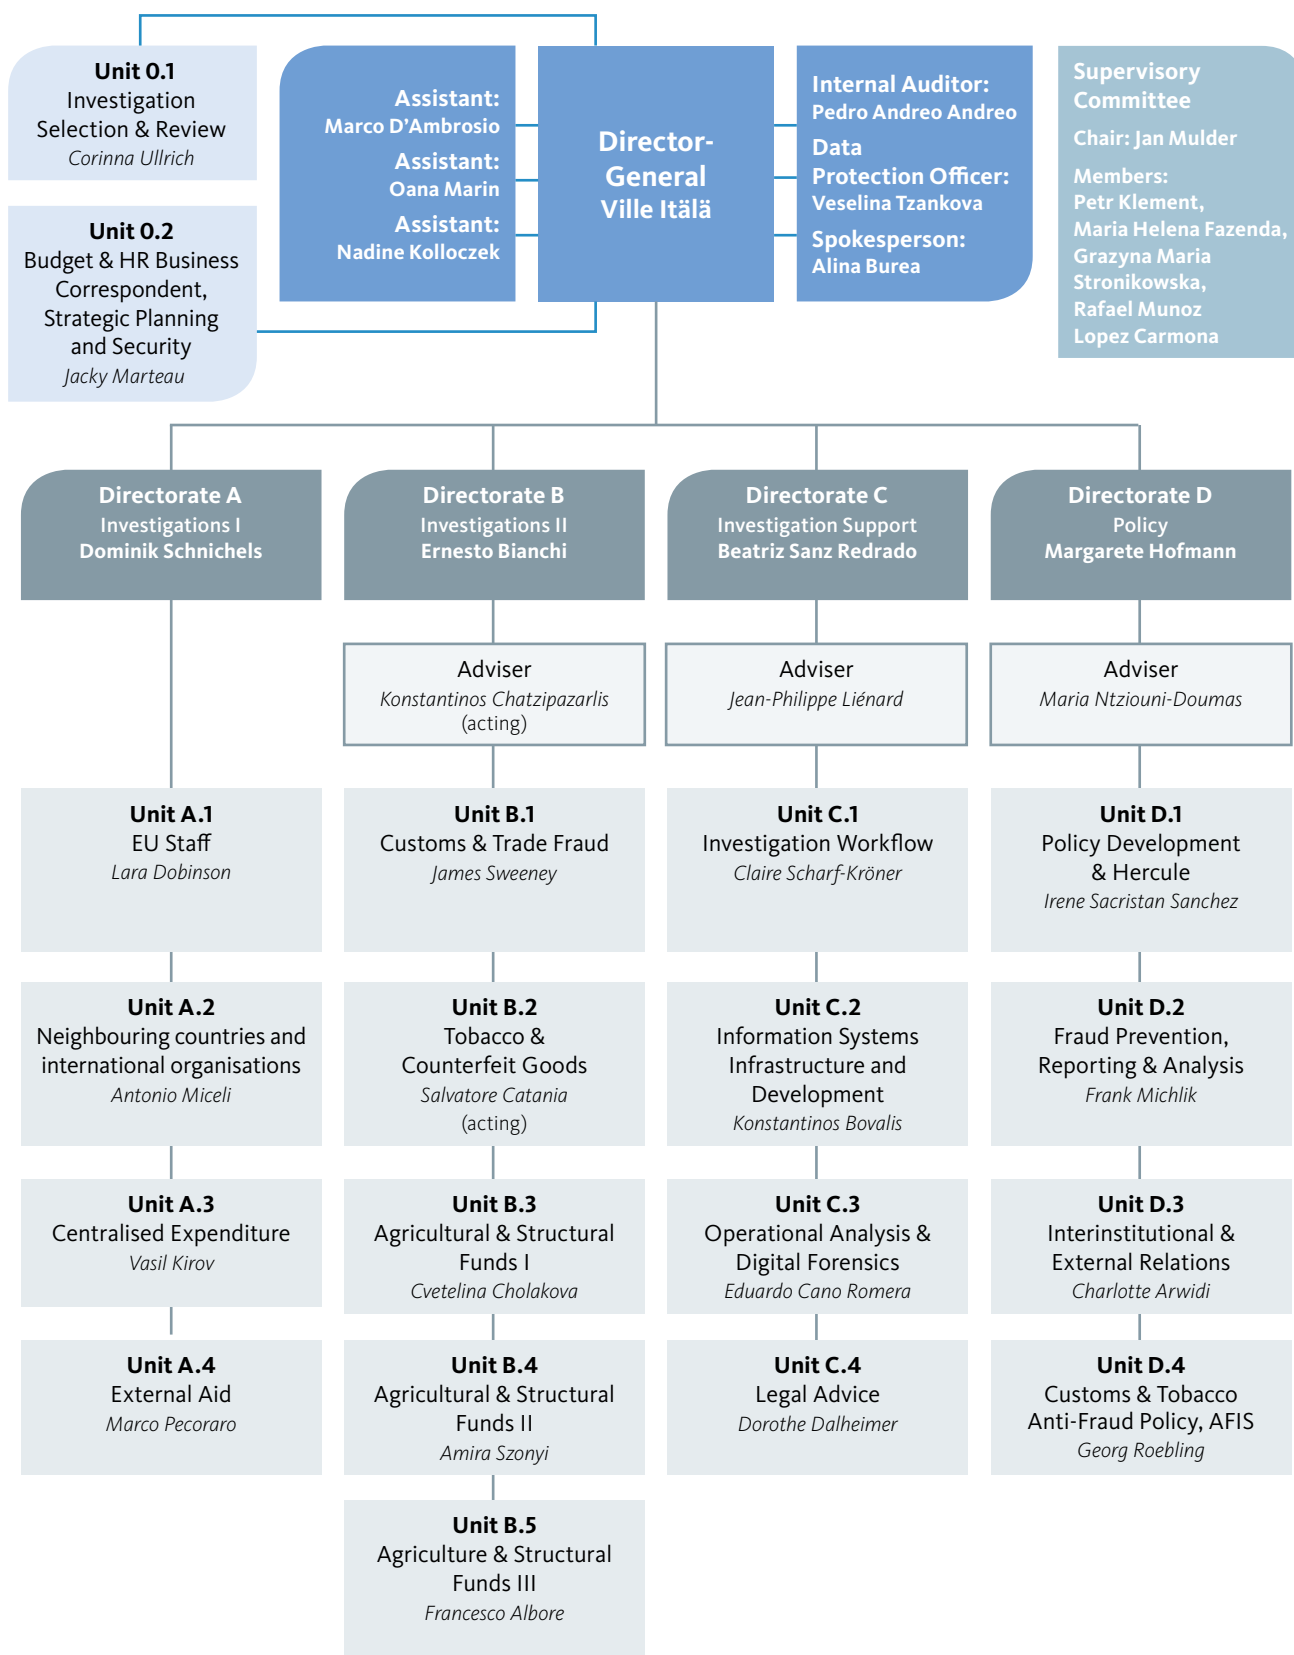 Unit 0.1
Investigation
Selection & Review
Corinna Ullrich
Unit 0.2
Budget & HR Business
Correspondent,
Strategic Planning
and Security
Jacky Marteau
Assistant:
Marco D’Ambrosio
Assistant:
Oana Marin
Assistant:
Nadine Kolloczek
Director-
General
Ville Itälä
Internal Auditor:
Pedro Andreo Andreo
Data
Protection Officer:
Veselina Tzankova
Spokesperson:
Alina Burea
Supervisory
Committee
Chair: Jan Mulder
Members:
Petr Klement,
Maria Helena Fazenda,
Grazyna Maria
Stronikowska,
Rafael Munoz
Lopez Carmona
Directorate A
Investigations I
Dominik Schnichels
Unit A.1
EU Staff
Lara Dobinson
Unit A.2
Neighbouring countries and
international organisations
Antonio Miceli
Unit A.3
Centralised Expenditure
Vasil Kirov
Unit A.4
External Aid
Marco Pecoraro
Directorate B
Investigations II
Ernesto Bianchi
Adviser
Konstantinos Chatzipazarlis
(acting)
Unit B.1
Customs & Trade Fraud
James Sweeney
Unit B.2
Tobacco &
Counterfeit Goods
Salvatore Catania
(acting)
Unit B.3
Agricultural & Structural
Funds I
Cvetelina Cholakova
Unit B.4
Agricultural & Structural
Funds II
Amira Szonyi
Unit B.5
Agriculture & Structural
Funds III
Francesco Albore
Directorate C
Investigation Support
Beatriz Sanz Redrado
Adviser
Jean-Philippe Liénard
Unit C.1
Investigation Workflow
Claire Scharf-Kröner
Unit C.2
Information Systems
Infrastructure and
Development
Konstantinos Bovalis
Unit C.3
Operational Analysis &
Digital Forensics
Eduardo Cano Romera
Unit C.4
Legal Advice
Dorothe Dalheimer
Directorate D
Policy
Margarete Hofmann
Adviser
Maria Ntziouni-Doumas
Unit D.1
Policy Development
& Hercule
Irene Sacristan Sanchez
Unit D.2
Fraud Prevention,
Reporting & Analysis
Frank Michlik
Unit D.3
Interinstitutional &
External Relations
Charlotte Arwidi
Unit D.4
Customs & Tobacco
Anti-Fraud Policy, AFIS
Georg Roebling